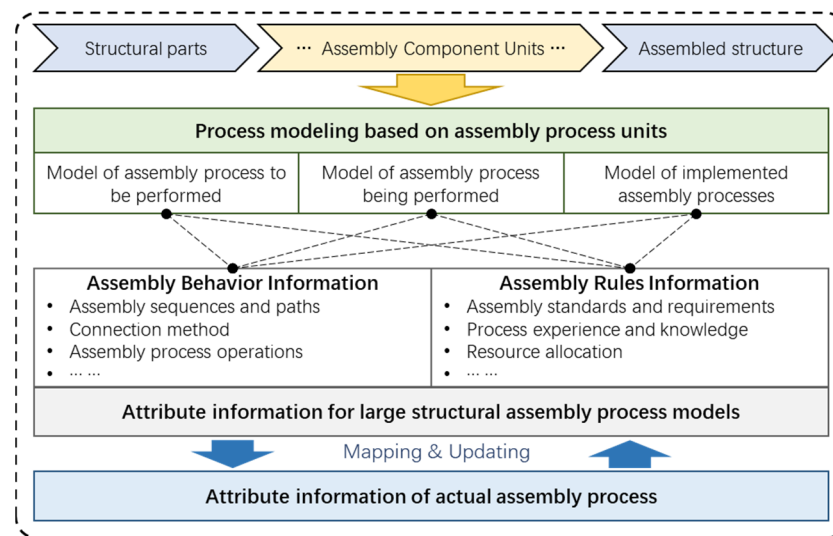 Structural parts
··· Assembly Component Units ···
Assembled structure
Process modeling based on assembly process units
Model of assembly process to
be performed
Model of assembly process
being performed
Model of implemented
assembly processes
Assembly Behavior Information
• Assembly sequences and paths
• Connection method
• Assembly process operations
• ··· ···
Assembly Rules Information
• Assembly standards and requirements
• Process experience and knowledge
• Resource allocation
• ··· ···
Attribute information for large structural assembly process models
Mapping & Updating
Attribute information of actual assembly process